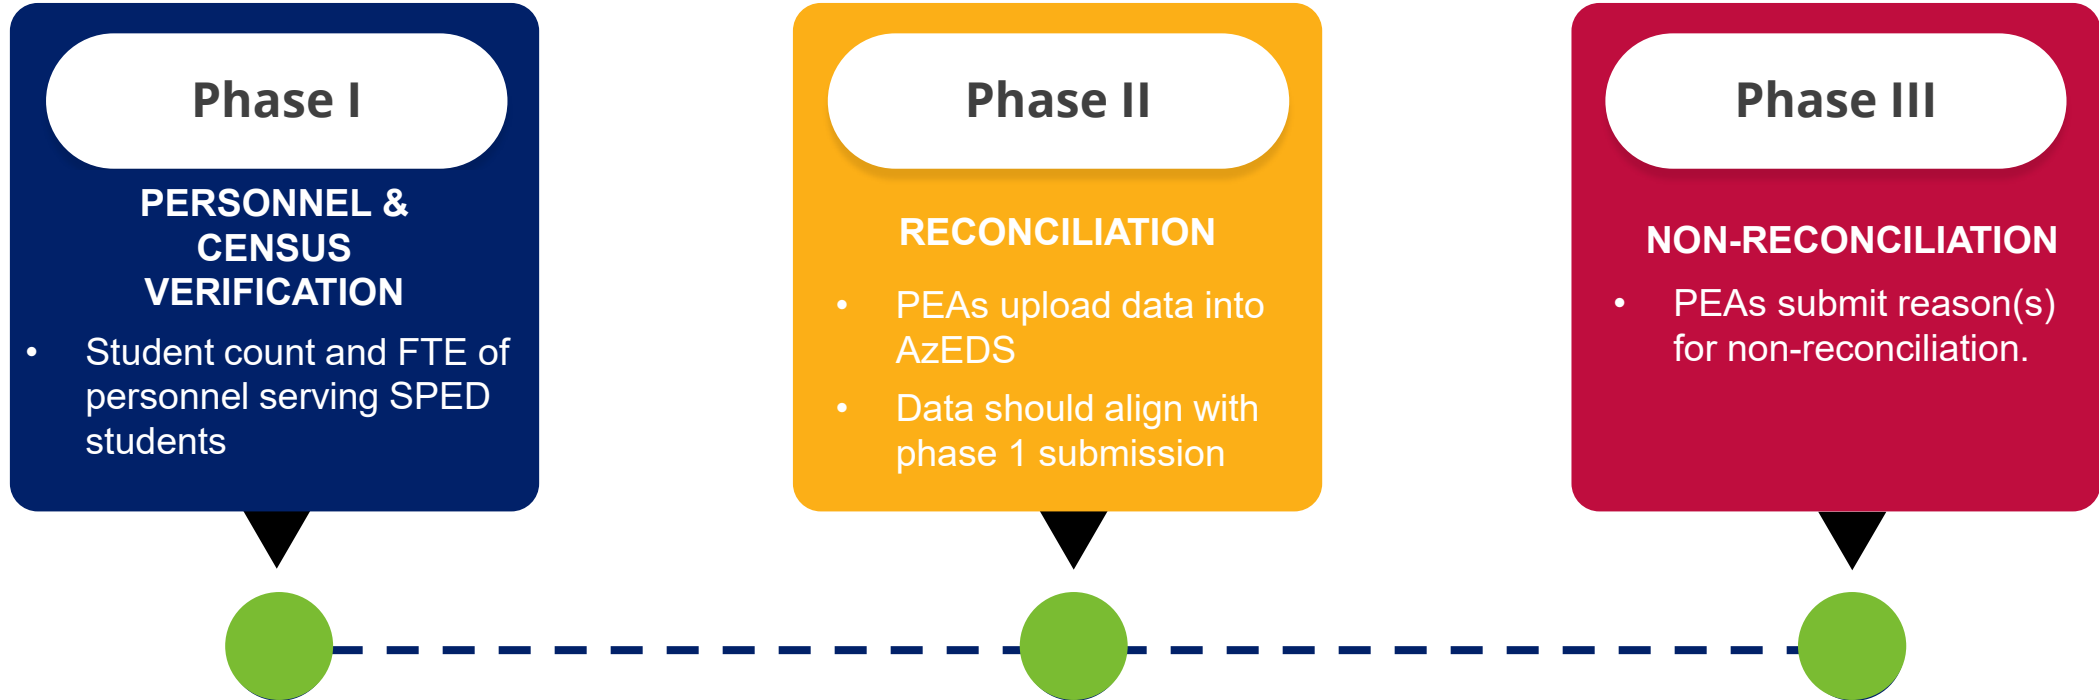 Phase I
PERSONNEL &
CENSUS
VERIFICATION
• Student count and FTE of
personnel serving SPED
students
Phase II
RECONCILIATION
• PEAs upload data into
AzEDS
• Data should align with
phase 1 submission
Phase III
NON-RECONCILIATION
• PEAs submit reason(s)
for non-reconciliation.